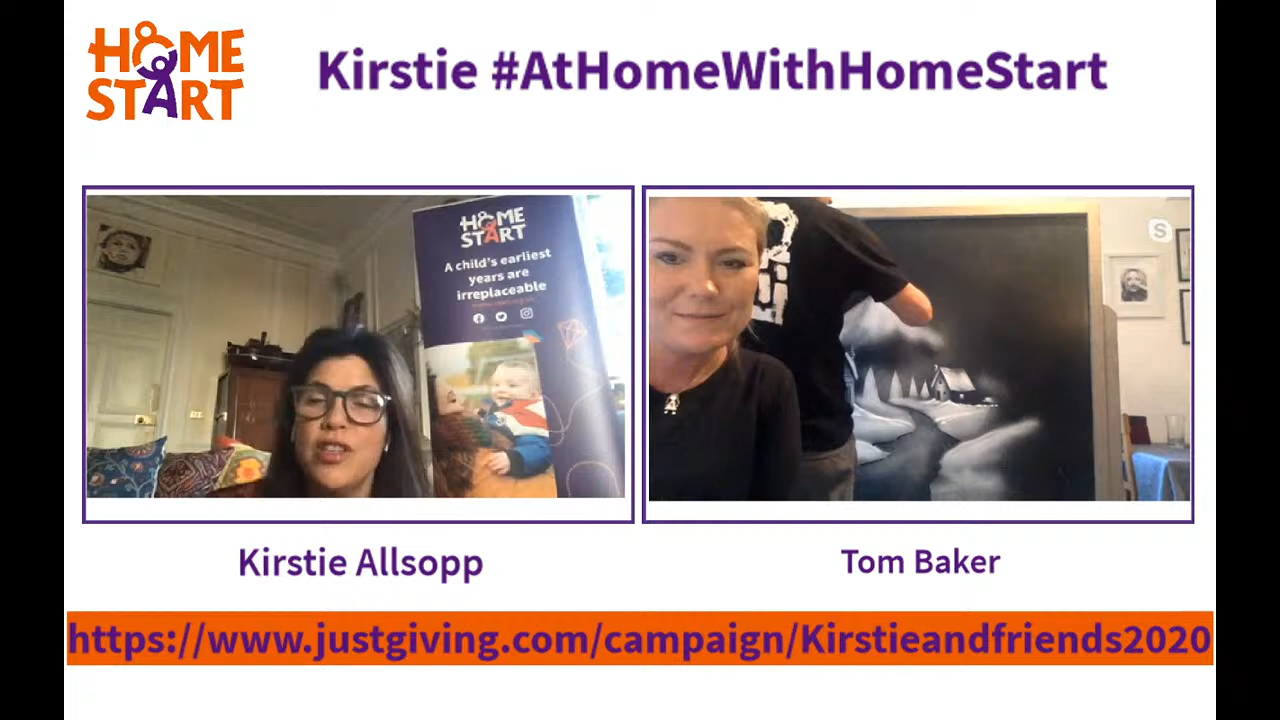 HOME
START
Kirstie #AtHomeWithHomeStart
HOME
START
A child's earliest
years are
irreplaceable
Kirstie Allsopp
Tom Baker
https://www.justgiving.com/campaign/Kirstieandfriends2020